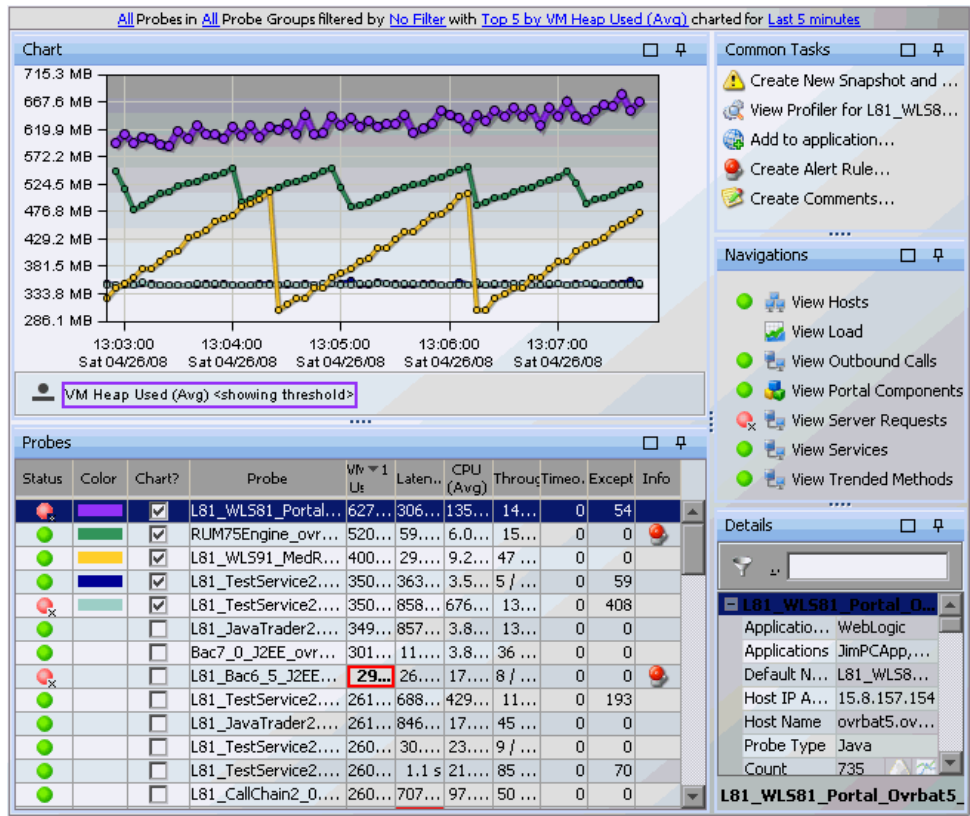 All Probes in All Probe Groups filtered by No Filter with Top 5 by VM Heap Used (Avg) charted for Last 5 minutes
Chart
715.3 MB
667.6 MB
619.9 MB
572.2 MB
524.5 MB
476.8 MB
429.2 MB
381.5 MB
333.8 MB
286.1 MB
13:03:00 13:04:00 13:05:00 13:06:00 13:07:00
Sat 04/26/08 Sat 04/26/08 Sat 04/26/08 Sat 04/26/08 Sat 04/26/08
VM Heap Used (Avg) <showing threshold>
Probes
Status Color Chart? Probe VM 1 Us Laten.. CPU (Avg) Throug Timeo. Except Info
L81_WLS81_Portal... 627... 306... 135... 14... 0 54
RUM75Engine_ovr... 520... 59.... 6.0... 15... 0 0
L81_WLS91_MedR... 400... 29.... 9.2... 47 ... 0 0
L81_TestService2.... 350... 363... 3.5... 5 / ... 0 59
L81_TestService2.... 350... 858... 676... 13... 0 408
L81_JavaTrader2.... 349... 857... 3.8... 13... 0 0
Bac7_0_J2EE_ovr... 301... 11.... 3.8... 36 ... 0 0
L81_Bac6_5_J2EE... 29... 26.... 17.... 8 / ... 0 0
L81_TestService2.... 261... 688... 429... 11... 0 193
L81_JavaTrader2.... 261... 846... 17... 45 ... 0 0
L81_TestService2.... 260... 30.... 23.... 9 / ... 0 0
L81_TestService2.... 260... 1.1 s 21.... 85 ... 0 70
L81_CallChain2_0.... 260... 707... 97.... 50 ... 0 0
Common Tasks
Create New Snapshot and ...
View Profiler for L81_WLS8...
Add to application...
Create Alert Rule...
Create Comments...
Navigations
View Hosts
View Load
View Outbound Calls
View Portal Components
View Server Requests
View Services
View Trended Methods
Details
L81_WLS81_Portal_O...
Applicatio... WebLogic
Applications JimPCApp,...
Default N... L81_WLS8...
Host IP A... 15.8.157.154
Host Name ovrbat5.ov...
Probe Type Java
Count 735
L81_WLS81_Portal_Ovrbat5_